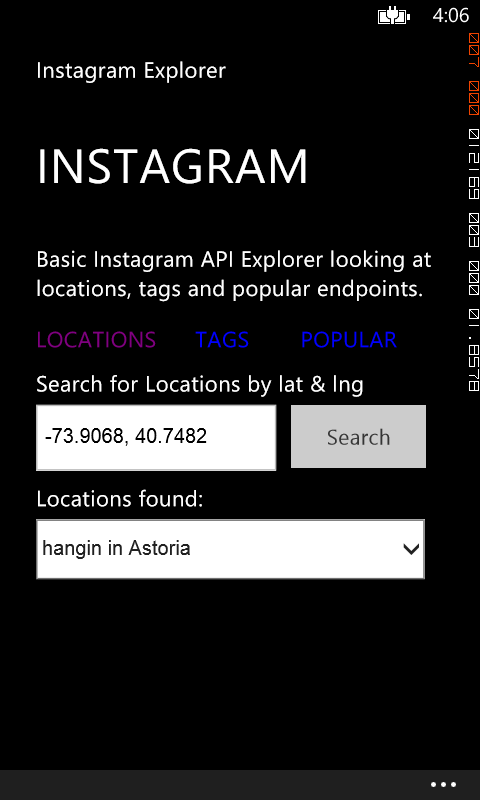 4:06
Instagram Explorer
INSTAGRAM
Basic Instagram API Explorer looking at
locations, tags and popular endpoints.
LOCATIONS TAGS POPULAR
Search for Locations by lat & lng
-73.9068, 40.7482 Search
Locations found:
hangin in Astoria
007 000 012169 003 000 01.8578